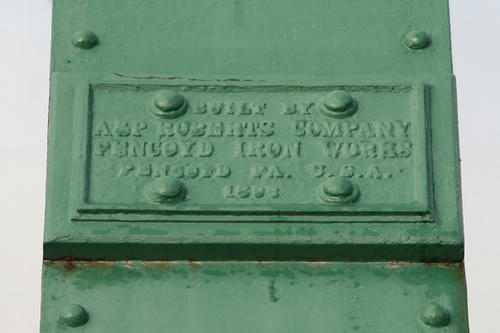 BUILT BY
A&P ROBERTS COMPANY
PENCOYD IRON WORKS
PENCOYD PA. U.S.A.